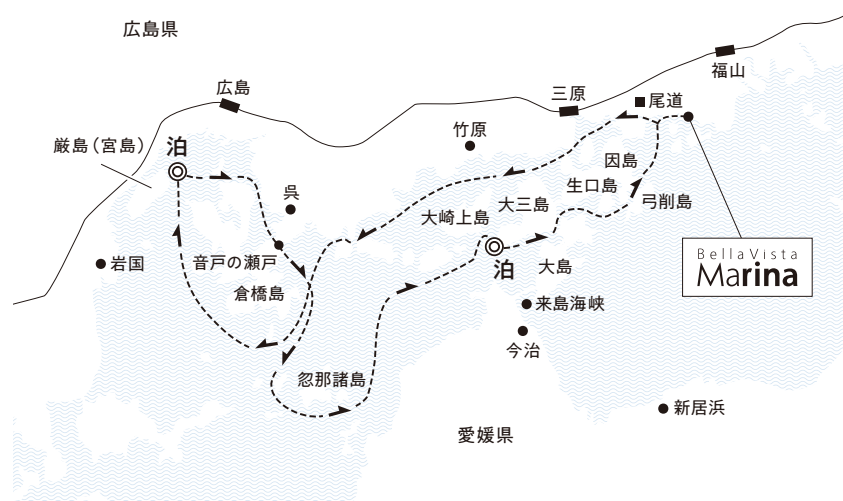 広島県
福山
広島
三原
尾道
竹原
厳島（宮島）
泊
因島
生口島
弓削島
呉
大三島
大崎上島
BellaVista
Marina
岩国
音戸の瀬戸
倉橋島
泊
大島
来島海峡
今治
忽那諸島
新居浜
愛媛県